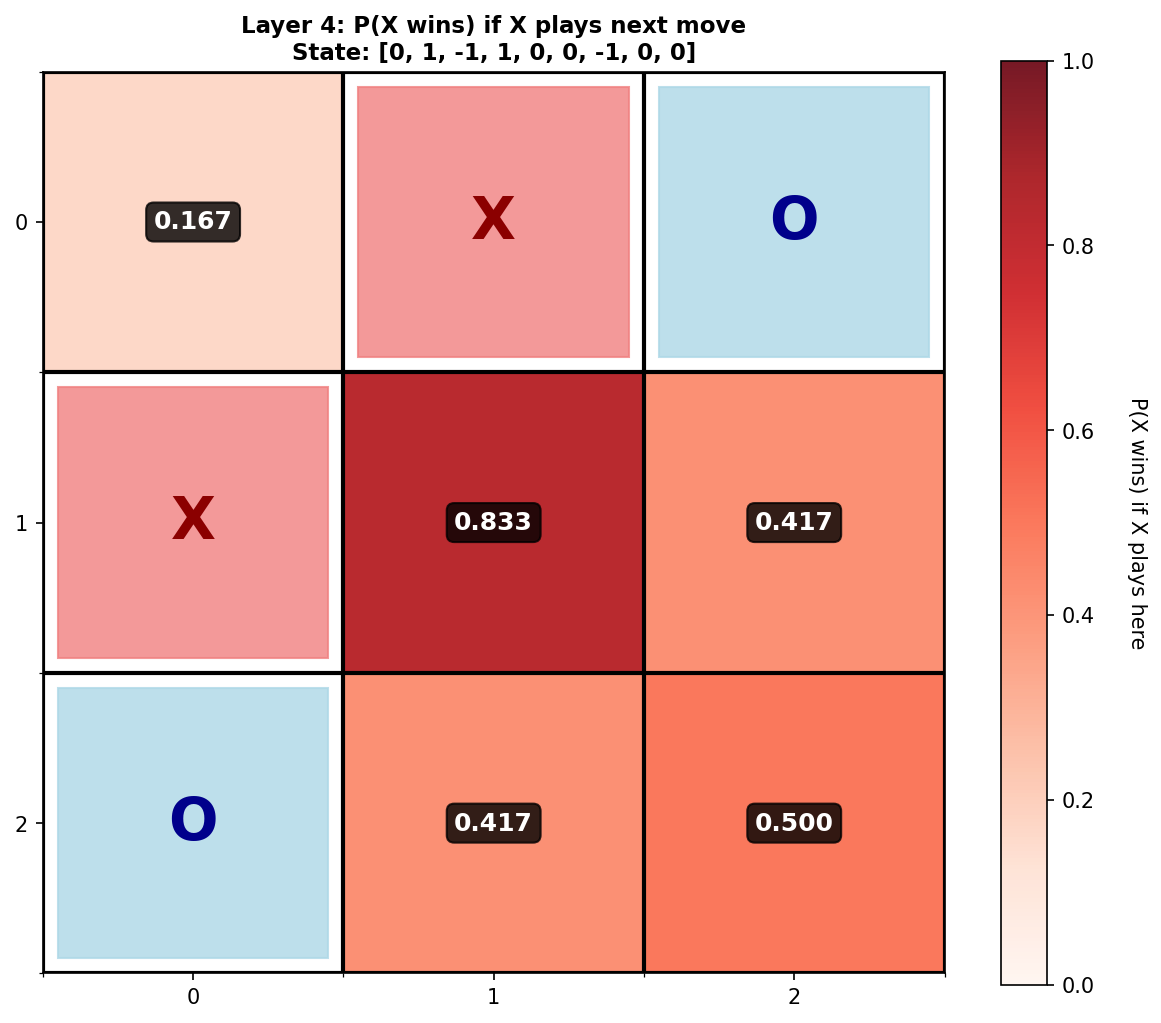 Layer 4: P(X wins) if X plays next move
State: [0, 1, -1, 1, 0, 0, -1, 0, 0]
0
0.167
X
O
1
X
0.833
0.417
2
O
0.417
0.500
0
1
2
1.0
0.8
0.6
0.4
0.2
0.0
P(X wins) if X plays here